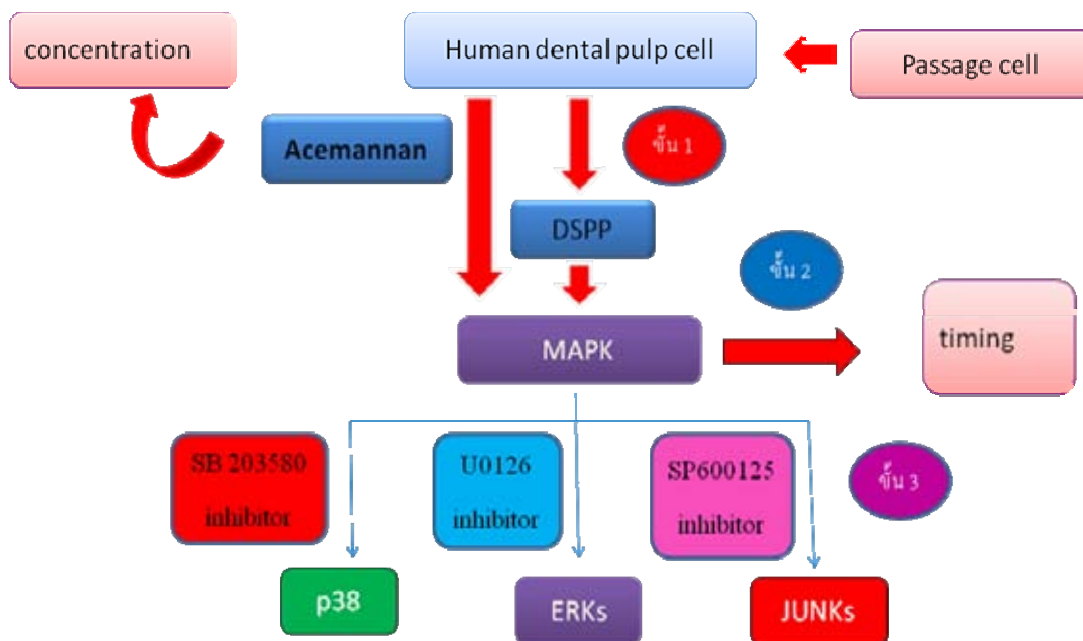 concentration
Human dental pulp cell
Passage cell
Acemannan
ขั้น 1
DSPP
ขั้น 2
MAPK
timing
SB 203580
inhibitor
U0126
inhibitor
SP600125
inhibitor
ขั้น 3
p38
ERKs
JUNKs